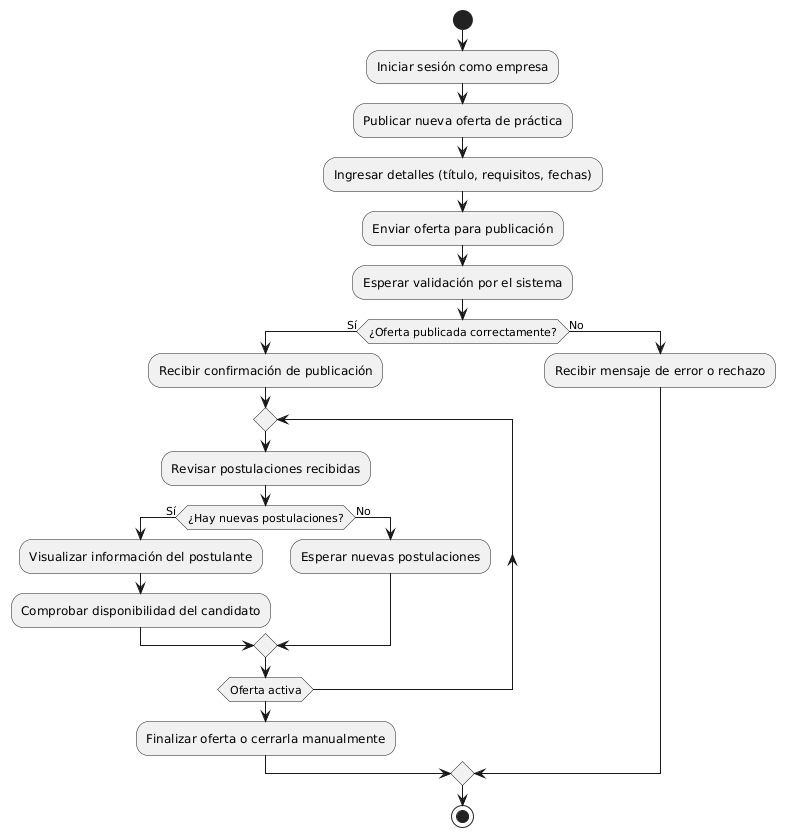 Iniciar sesión como empresa
Publicar nueva oferta de práctica
Ingresar detalles (título, requisitos, fechas)
Enviar oferta para publicación
Esperar validación por el sistema
Sí
¿Oferta publicada correctamente?
No
Recibir confirmación de publicación
Recibir mensaje de error o rechazo
Revisar postulaciones recibidas
Sí
¿Hay nuevas postulaciones?
No
Visualizar información del postulante
Esperar nuevas postulaciones
Comprobar disponibilidad del candidato
Oferta activa
Finalizar oferta o cerrarla manualmente